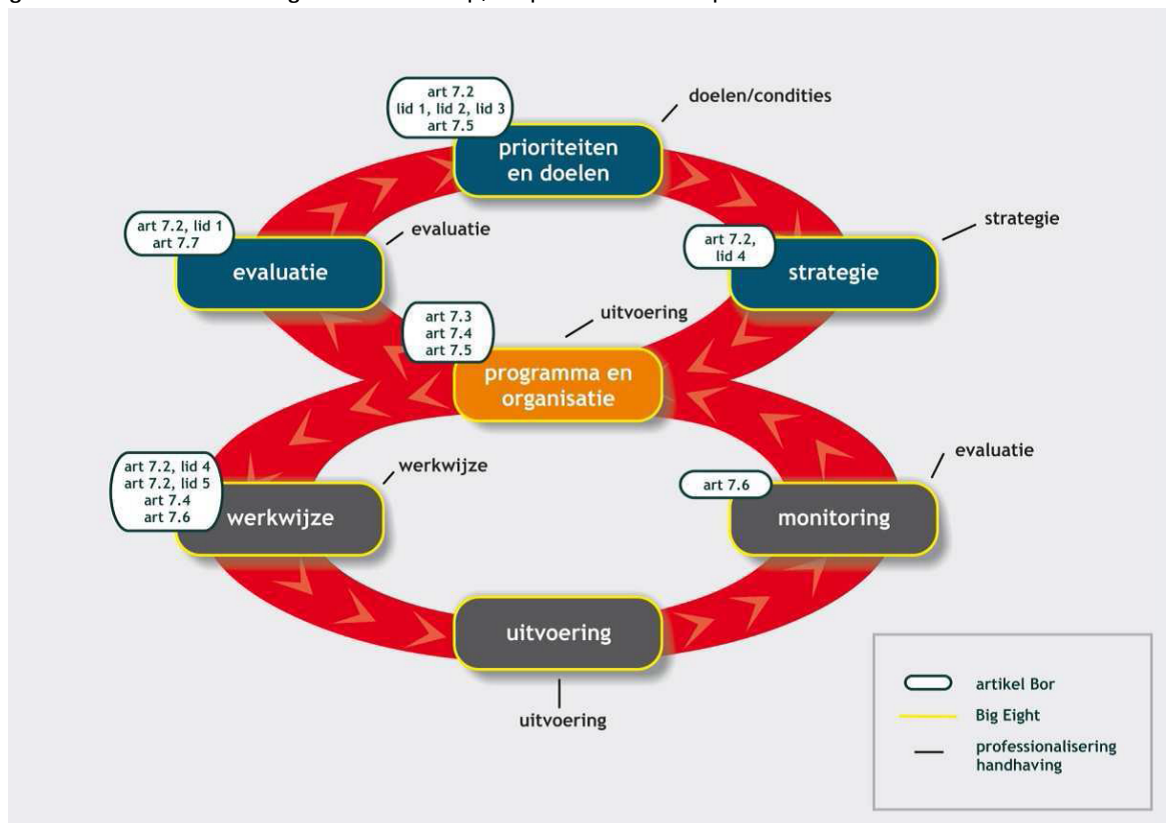 art 7.2
lid 1, lid 2, lid 3
art 7.5
doelen/condities
prioriteiten
en doelen
art 7.2, lid 1
art 7.7
evaluatie
evaluatie
art 7.2,
lid 4
strategie
strategie
art 7.3
art 7.4
art 7.5
uitvoering
programma en
organisatie
art 7.2, lid 4
art 7.2, lid 5
art 7.4
art 7.6
werkwijze
werkwijze
art 7.6
evaluatie
monitoring
uitvoering
uitvoering
artikel Bor
Big Eight
professionalisering
handhaving